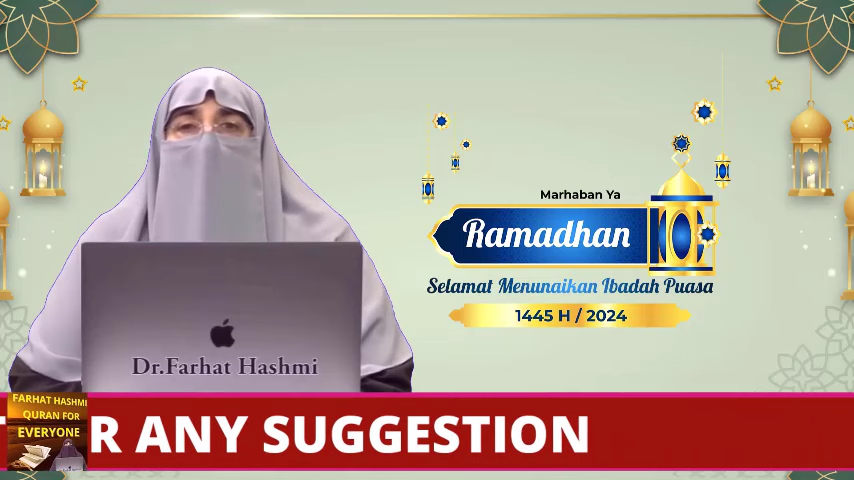 Marhaban Ya
Ramadhan
Selamat Menunaikan Ibadah Puasa
1445 H / 2024
Dr.Farhat Hashmi
FARHAT HASHMI
QURAN FOR
EVERYONE
R ANY SUGGESTION